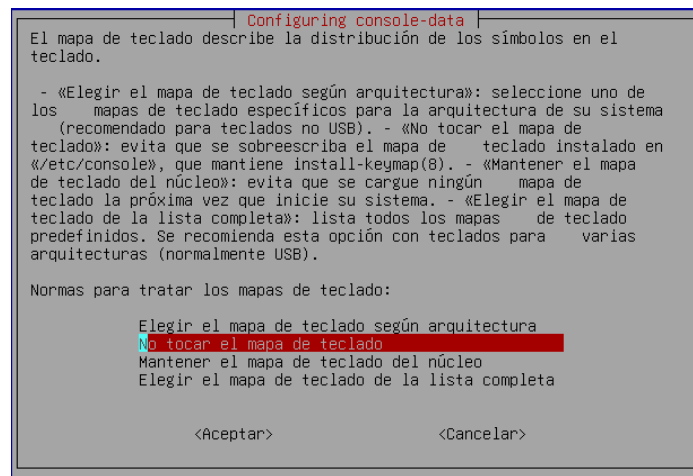 Configuring console-data
El mapa de teclado describe la distribución de los símbolos en el
teclado.
- «Elegir el mapa de teclado según arquitectura»: seleccione uno de
los    mapas de teclado específicos para la arquitectura de su sistema
(recomendado para teclados no USB). - «No tocar el mapa de
teclado»: evita que se sobreescriba el mapa de    teclado instalado en
«/etc/console», que mantiene install-keymap(8). - «Mantener el mapa
de teclado del núcleo»: evita que se cargue ningún    mapa de
teclado la próxima vez que inicie su sistema. - «Elegir el mapa de
teclado de la lista completa»: lista todos los mapas    de teclado
predefinidos. Se recomienda esta opción con teclados para    varias
arquitecturas (normalmente USB).
Normas para tratar los mapas de teclado:
Elegir el mapa de teclado según arquitectura
No tocar el mapa de teclado
Mantener el mapa de teclado del núcleo
Elegir el mapa de teclado de la lista completa
<Aceptar>    <Cancelar>